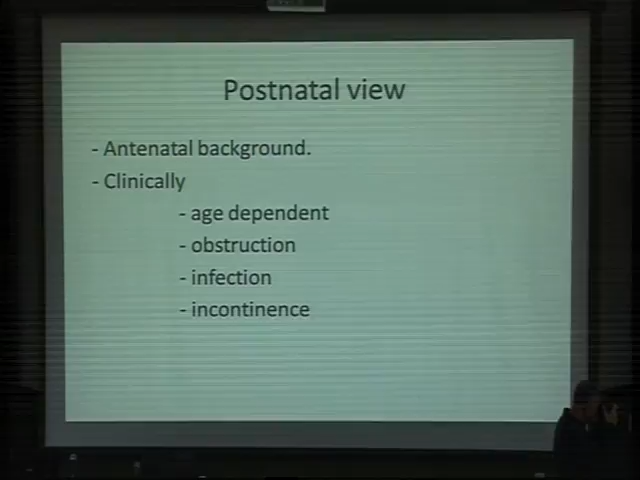 Postnatal view
- Antenatal background.
- Clinically
- age dependent
- obstruction
- infection
- incontinence